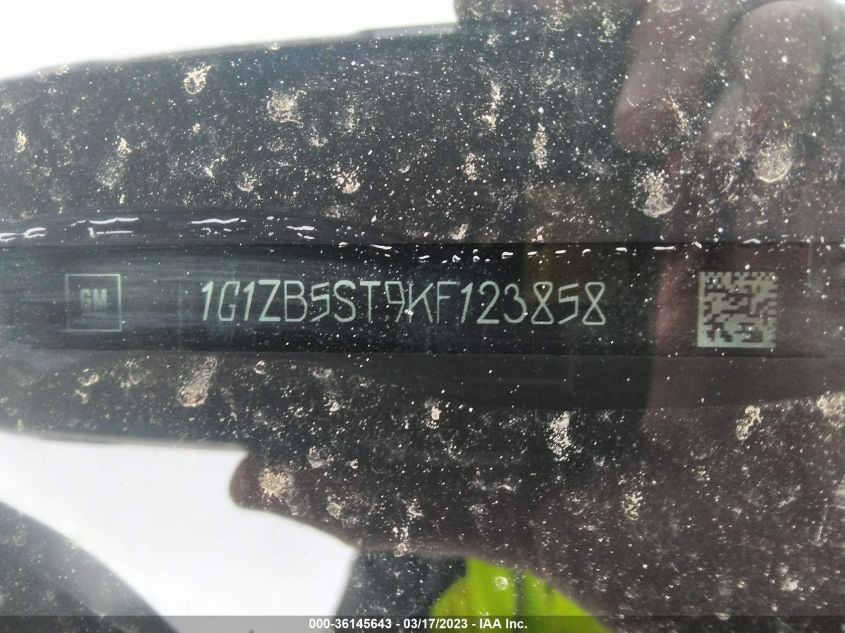 GM 1G1ZB5ST9KF123858
000-36145643 — 03/17/2023 — IAA Inc.